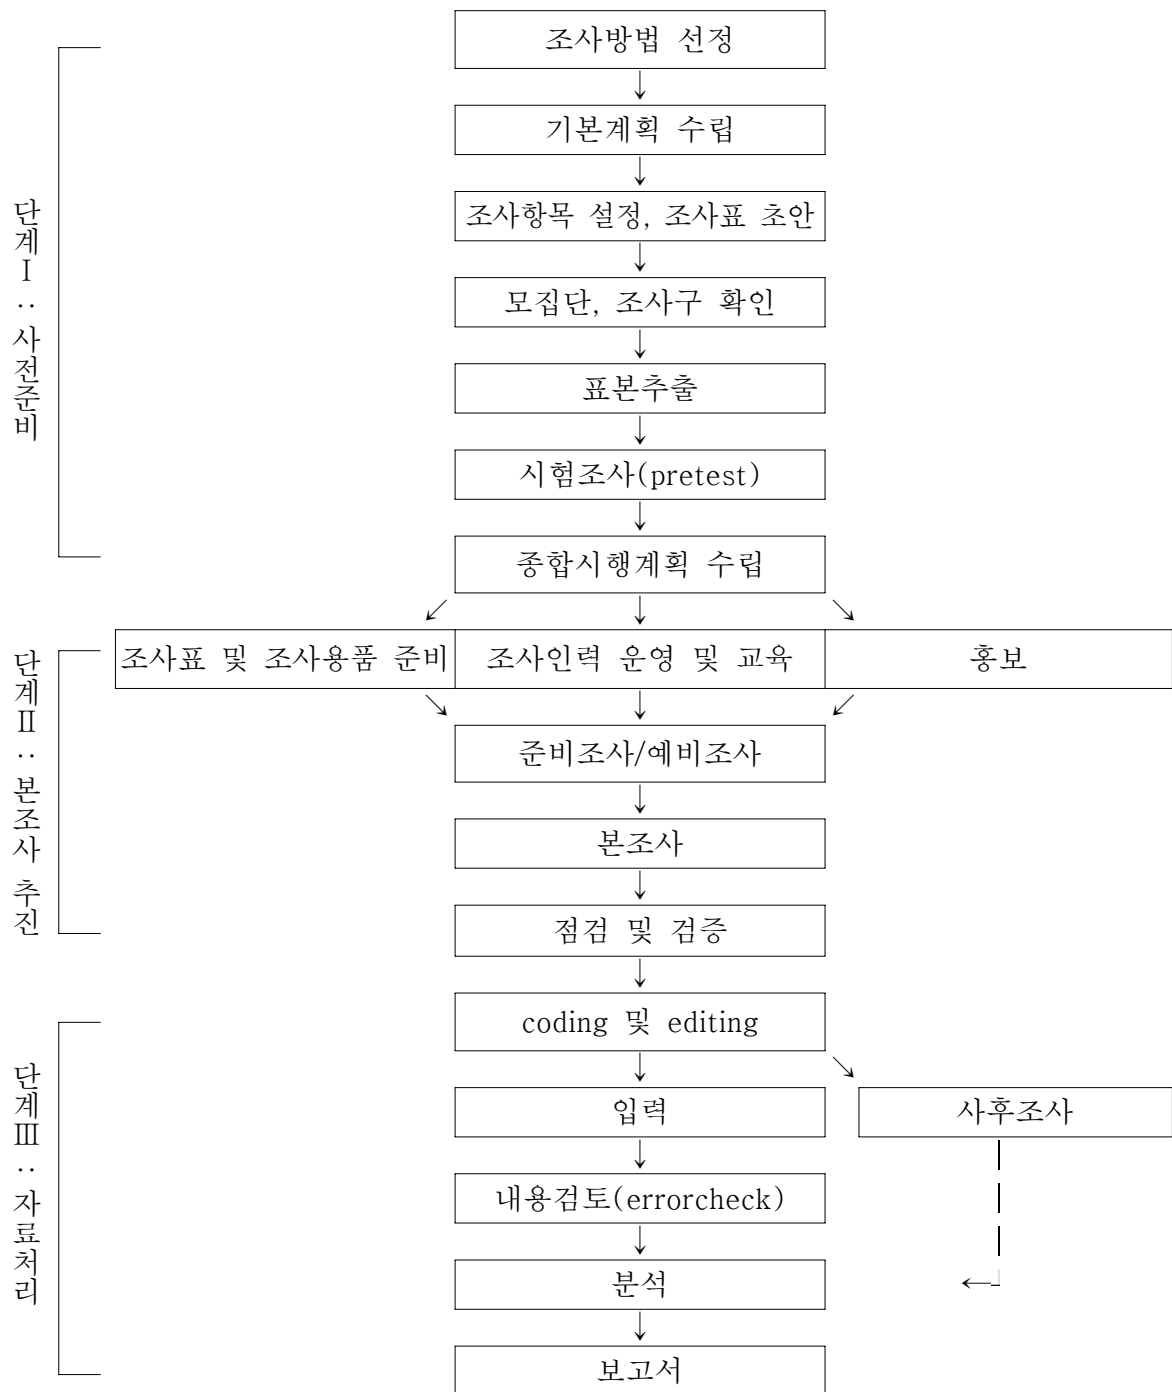 조사방법 선정
기본계획 수립
조사항목 설정, 조사표 초안
모집단, 조사구 확인
표본추출
시험조사(pretest)
종합시행계획 수립
단계Ⅰ: 사전준비
조사표 및 조사용품 준비
조사인력 운영 및 교육
홍보
준비조사/예비조사
본조사
점검 및 검증
단계Ⅱ: 본조사 추진
coding 및 editing
입력
사후조사
내용검토(errorcheck)
분석
보고서
단계Ⅲ: 자료처리